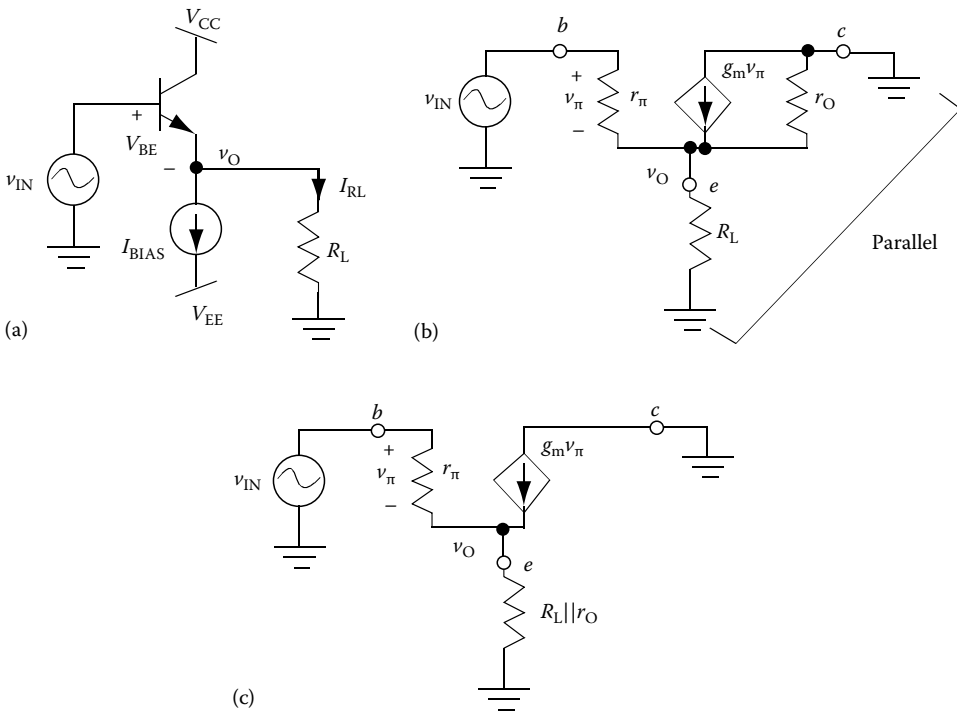 V_CC
+
V_BE
−
v_O
v_IN
I_RL
I_BIAS
R_L
V_EE
(a)
b
c
+
g_m v_π
v_IN
v_π
r_π
r_O
−
v_O
e
R_L
Parallel
(b)
b
c
+
g_m v_π
v_IN
v_π
r_π
−
v_O
e
R_L||r_O
(c)